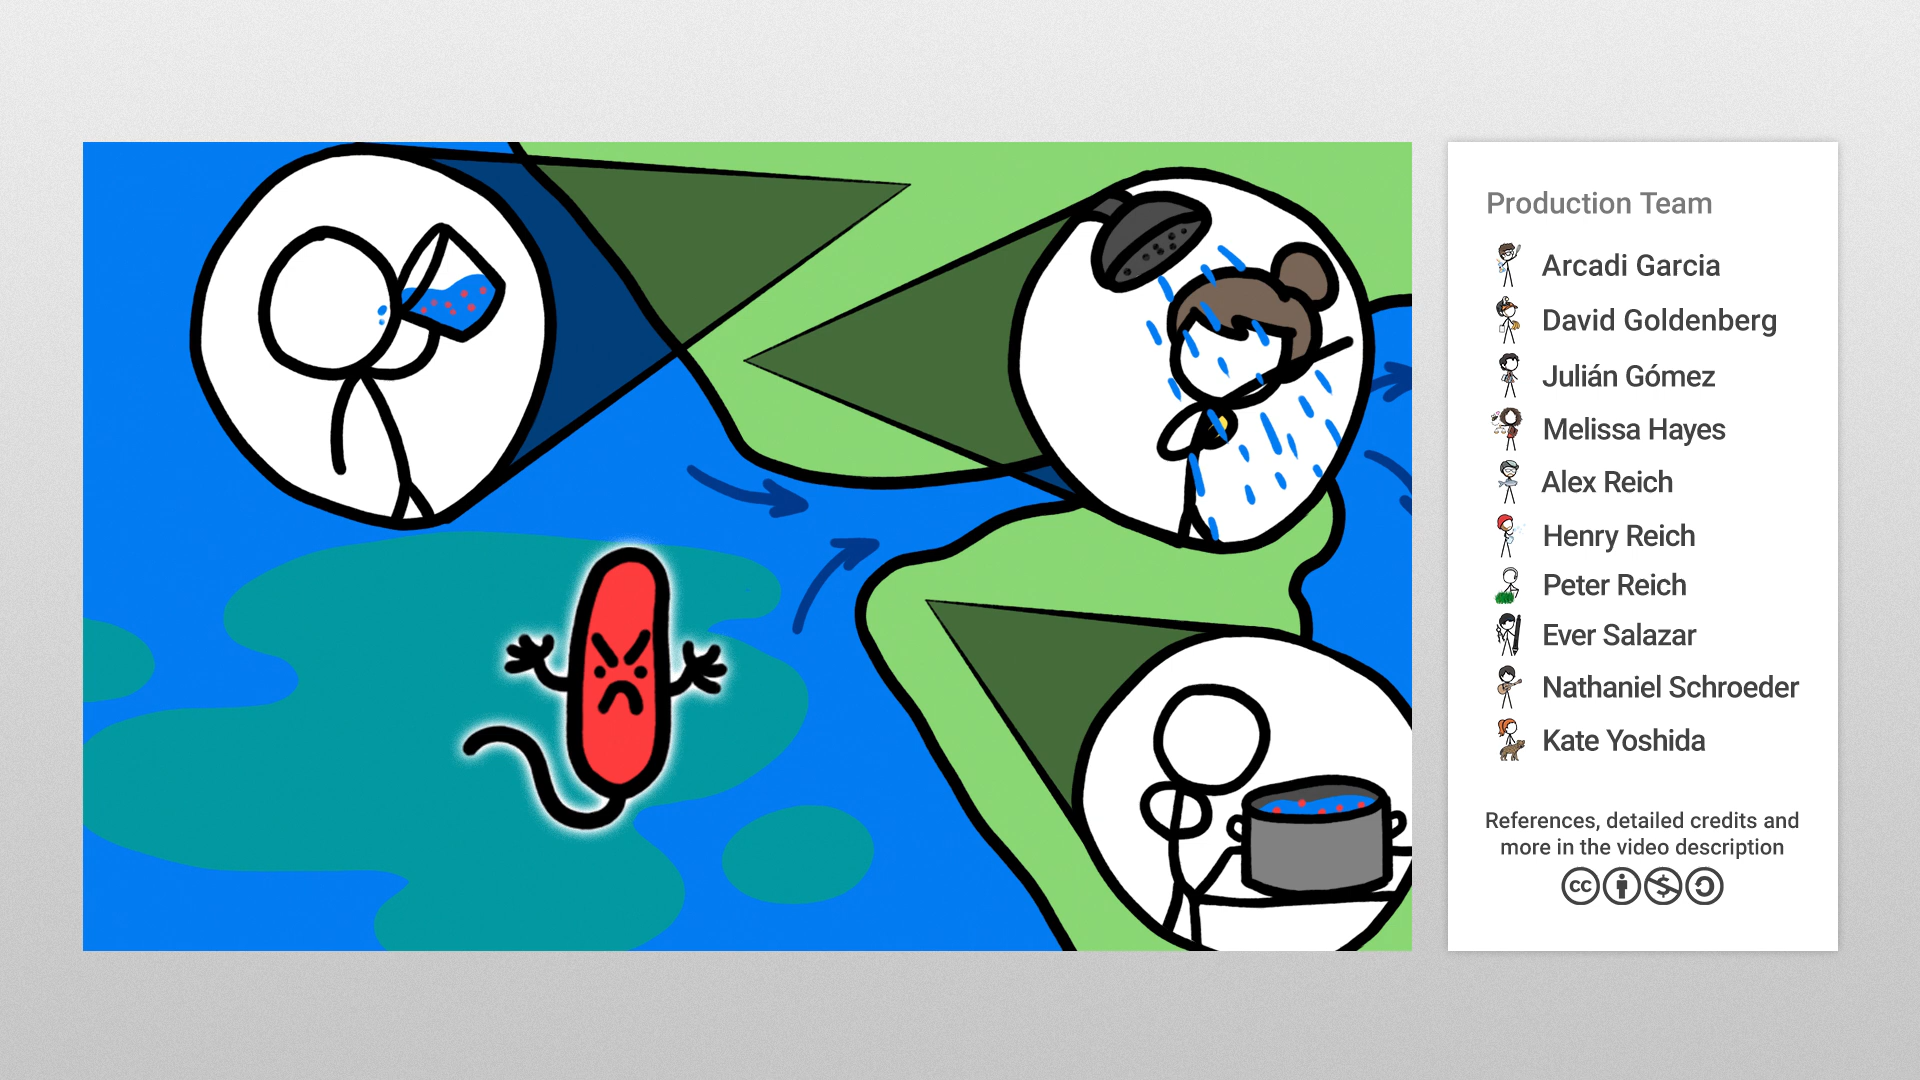 Production Team
Arcadi Garcia
David Goldenberg
Julián Gómez
Melissa Hayes
Alex Reich
Henry Reich
Peter Reich
Ever Salazar
Nathaniel Schroeder
Kate Yoshida
References, detailed credits and
more in the video description
cc